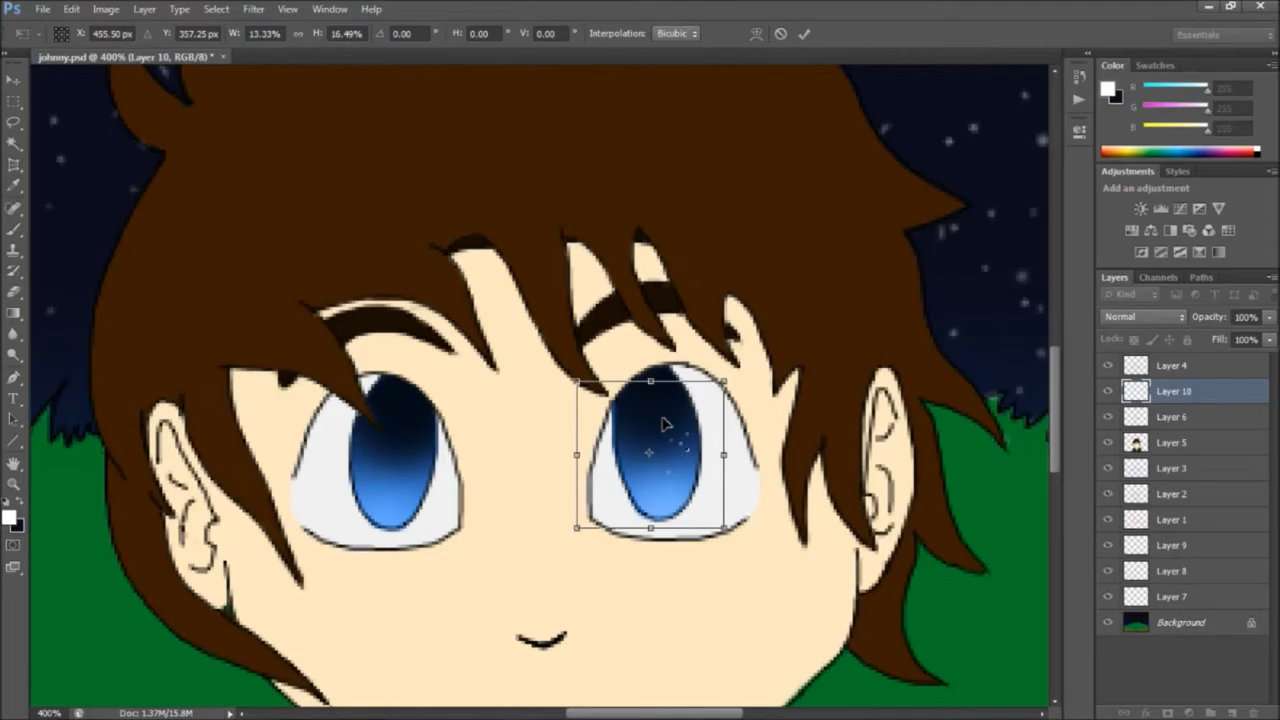 Ps File Edit Image Layer Type Select Filter View Window Help
X: 455.50 px Y: 357.25 px W: 13.33% H: 16.49% 0.00 ° H: 0.00 ° V: 0.00 ° Interpolation: Bicubic Essentials
johnny.psd @ 400% (Layer 10, RGB/8) * ×
Color Swatches
R 255
G 255
B 255
Adjustments Styles
Add an adjustment
Layers Channels Paths
Kind
Normal Opacity: 100%
Lock: Fill: 100%
Layer 4
Layer 10
Layer 6
Layer 5
Layer 3
Layer 2
Layer 1
Layer 9
Layer 8
Layer 7
Background
400% Doc: 1.37M/15.8M